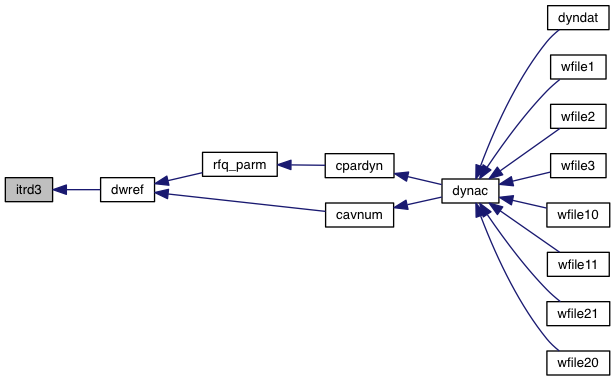 itrd3
dwref
rfq_parm
cavnum
cpardyn
dynac
dyndat
wfile1
wfile2
wfile3
wfile10
wfile11
wfile21
wfile20